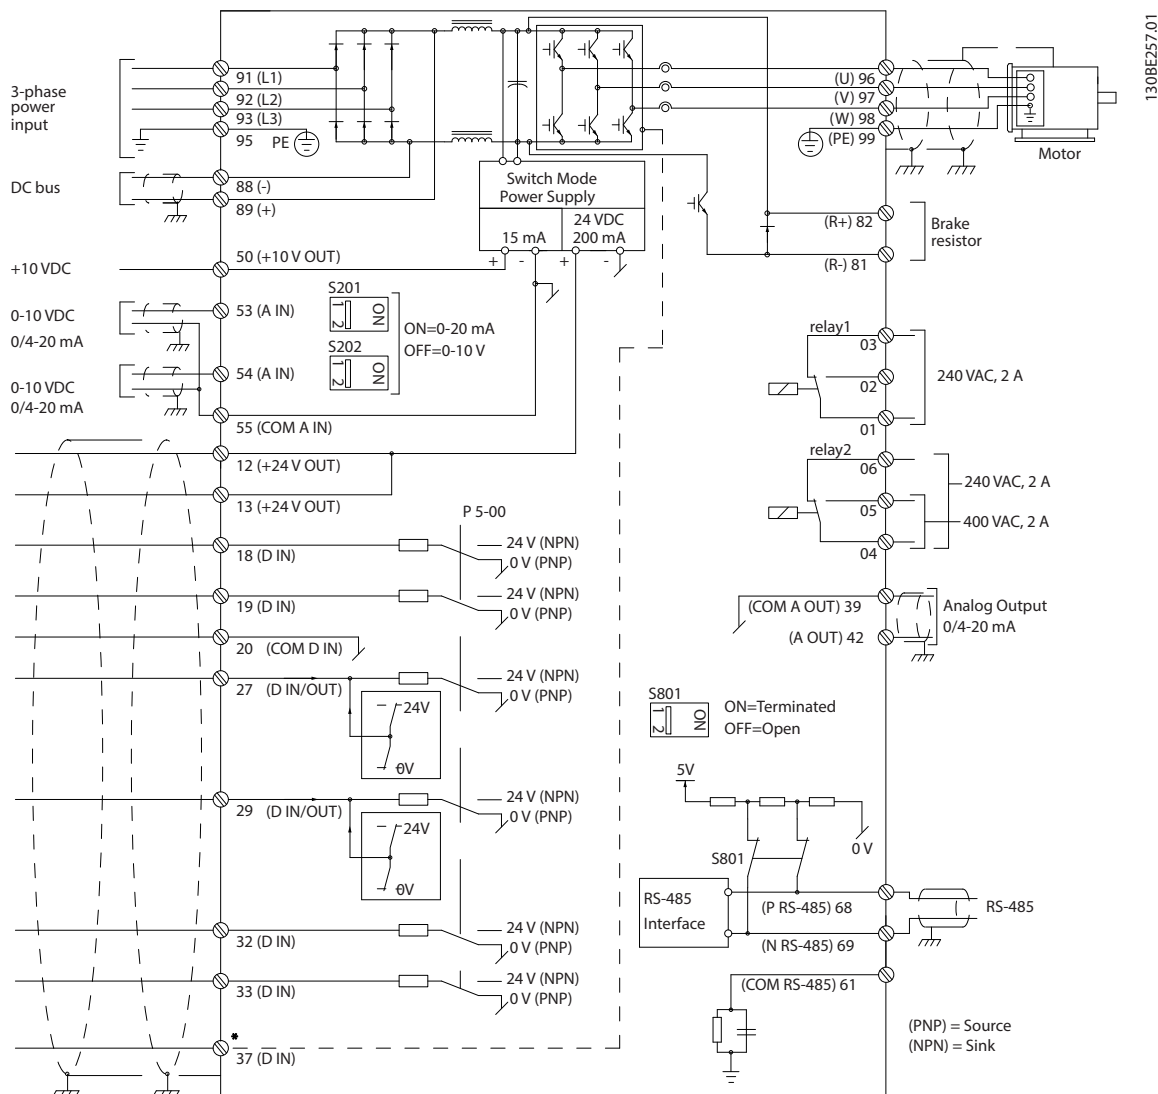 130BE257.01
3-phase
power
input
91 (L1)
92 (L2)
93 (L3)
95
PE
DC bus
88 (-)
89 (+)
+10 VDC
50 (+10 V OUT)
0-10 VDC
0/4-20 mA
53 (A IN)
0-10 VDC
0/4-20 mA
54 (A IN)
55 (COM A IN)
12 (+24 V OUT)
13 (+24 V OUT)
18 (D IN)
19 (D IN)
20 (COM D IN)
27 (D IN/OUT)
24V
0V
29 (D IN/OUT)
24V
0V
32 (D IN)
33 (D IN)
*
37 (D IN)
S201
1 2
ON
S202
1 2
ON
ON=0-20 mA
OFF=0-10 V
P 5-00
24 V (NPN)
0 V (PNP)
24 V (NPN)
0 V (PNP)
24 V (NPN)
0 V (PNP)
24 V (NPN)
0 V (PNP)
24 V (NPN)
0 V (PNP)
24 V (NPN)
0 V (PNP)
Switch Mode
Power Supply
15 mA
24 VDC
200 mA
+ - + -
(U) 96
(V) 97
(W) 98
(PE) 99
Motor
(R+) 82
(R-) 81
Brake
resistor
relay1
03
02
01
240 VAC, 2 A
relay2
06
05
04
240 VAC, 2 A
400 VAC, 2 A
(COM A OUT) 39
(A OUT) 42
Analog Output
0/4-20 mA
S801
1 2
ON
ON=Terminated
OFF=Open
5V
0 V
S801
RS-485
Interface
(P RS-485) 68
(N RS-485) 69
RS-485
(COM RS-485) 61
(PNP) = Source
(NPN) = Sink